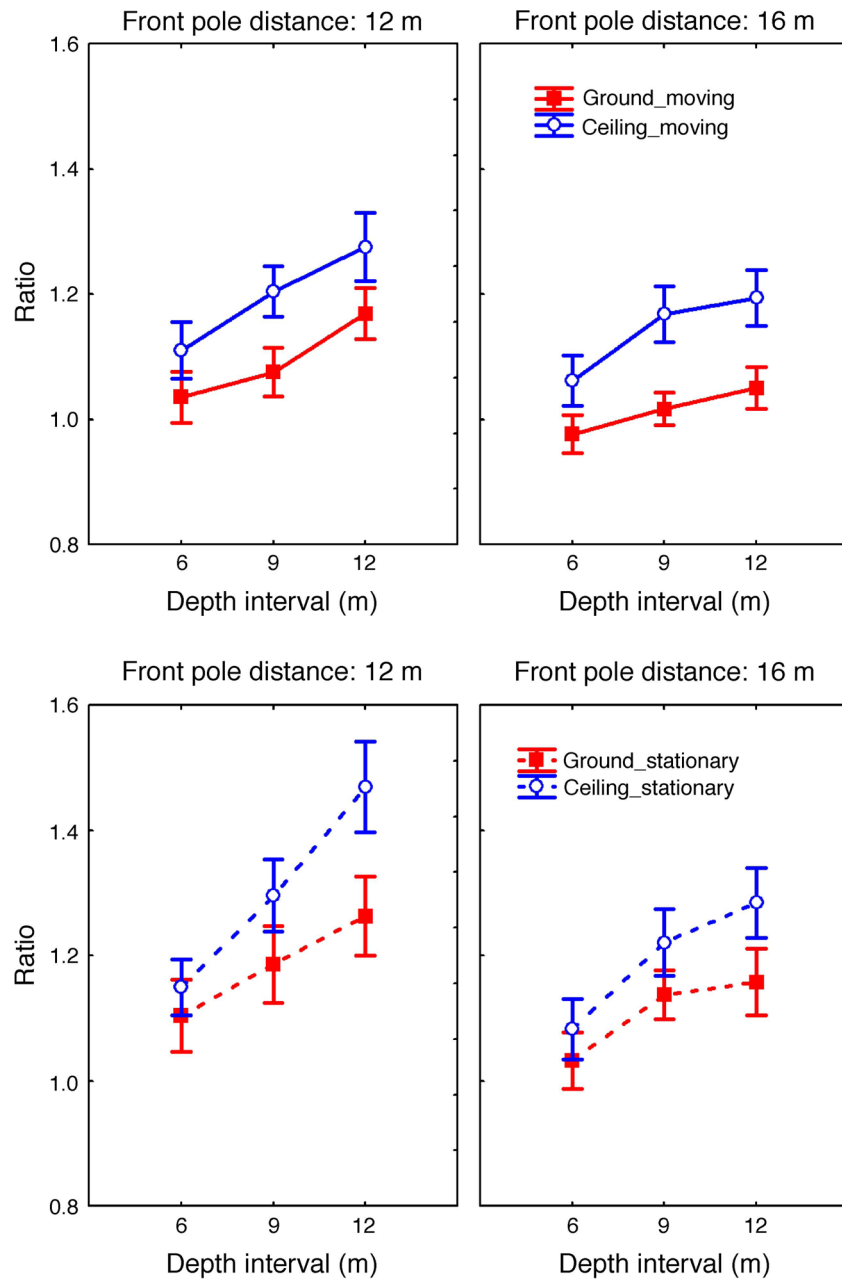 Front pole distance: 12 m
Front pole distance: 16 m
1.6
1.4
1.2
1.0
0.8
Ratio
Ground_moving
Ceiling_moving
6 9 12
6 9 12
Depth interval (m)
Depth interval (m)
Front pole distance: 12 m
Front pole distance: 16 m
1.6
1.4
1.2
1.0
0.8
Ratio
Ground_stationary
Ceiling_stationary
6 9 12
6 9 12
Depth interval (m)
Depth interval (m)